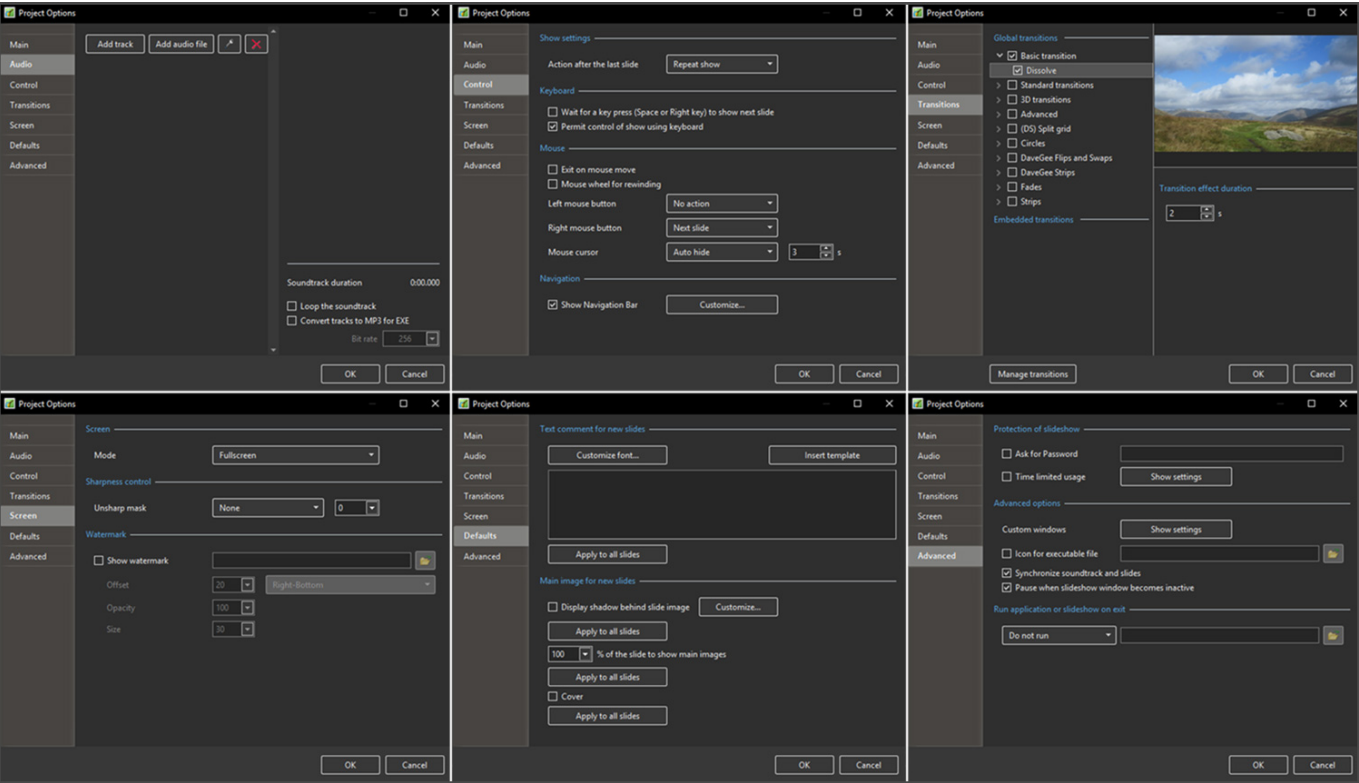 Project Options
Main
Audio
Control
Transitions
Screen
Defaults
Advanced
Add track
Add audio file
Soundtrack duration 0:00.000
Loop the soundtrack
Convert tracks to MP3 for EXE
Bit rate 256
OK Cancel
Project Options
Main
Audio
Control
Transitions
Screen
Defaults
Advanced
Show settings
Action after the last slide Repeat show
Keyboard
Wait for a key press (Space or Right key) to show next slide
Permit control of show using keyboard
Mouse
Exit on mouse move
Mouse wheel for rewinding
Left mouse button No action
Right mouse button Next slide
Mouse cursor Auto hide 3 s
Navigation
Show Navigation Bar Customize...
OK Cancel
Project Options
Main
Audio
Control
Transitions
Screen
Defaults
Advanced
Global transitions
Basic transition
Dissolve
Standard transitions
3D transitions
Advanced
(DS) Split grid
Circles
DaveGee Flips and Swaps
DaveGee Strips
Fades
Strips
Embedded transitions
Transition effect duration
2 s
Manage transitions OK Cancel
Project Options
Main
Audio
Control
Transitions
Screen
Defaults
Advanced
Screen
Mode Fullscreen
Sharpness control
Unsharp mask None 0
Watermark
Show watermark
Offset 20 Right-Bottom
Opacity 100
Size 30
OK Cancel
Project Options
Main
Audio
Control
Transitions
Screen
Defaults
Advanced
Text comment for new slides
Customize font... Insert template
Apply to all slides
Main image for new slides
Display shadow behind slide image Customize...
Apply to all slides
100 % of the slide to show main images
Apply to all slides
Cover
Apply to all slides
OK Cancel
Project Options
Main
Audio
Control
Transitions
Screen
Defaults
Advanced
Protection of slideshow
Ask for Password
Time limited usage Show settings
Advanced options
Custom windows Show settings
Icon for executable file
Synchronize soundtrack and slides
Pause when slideshow window becomes inactive
Run application or slideshow on exit
Do not run
OK Cancel